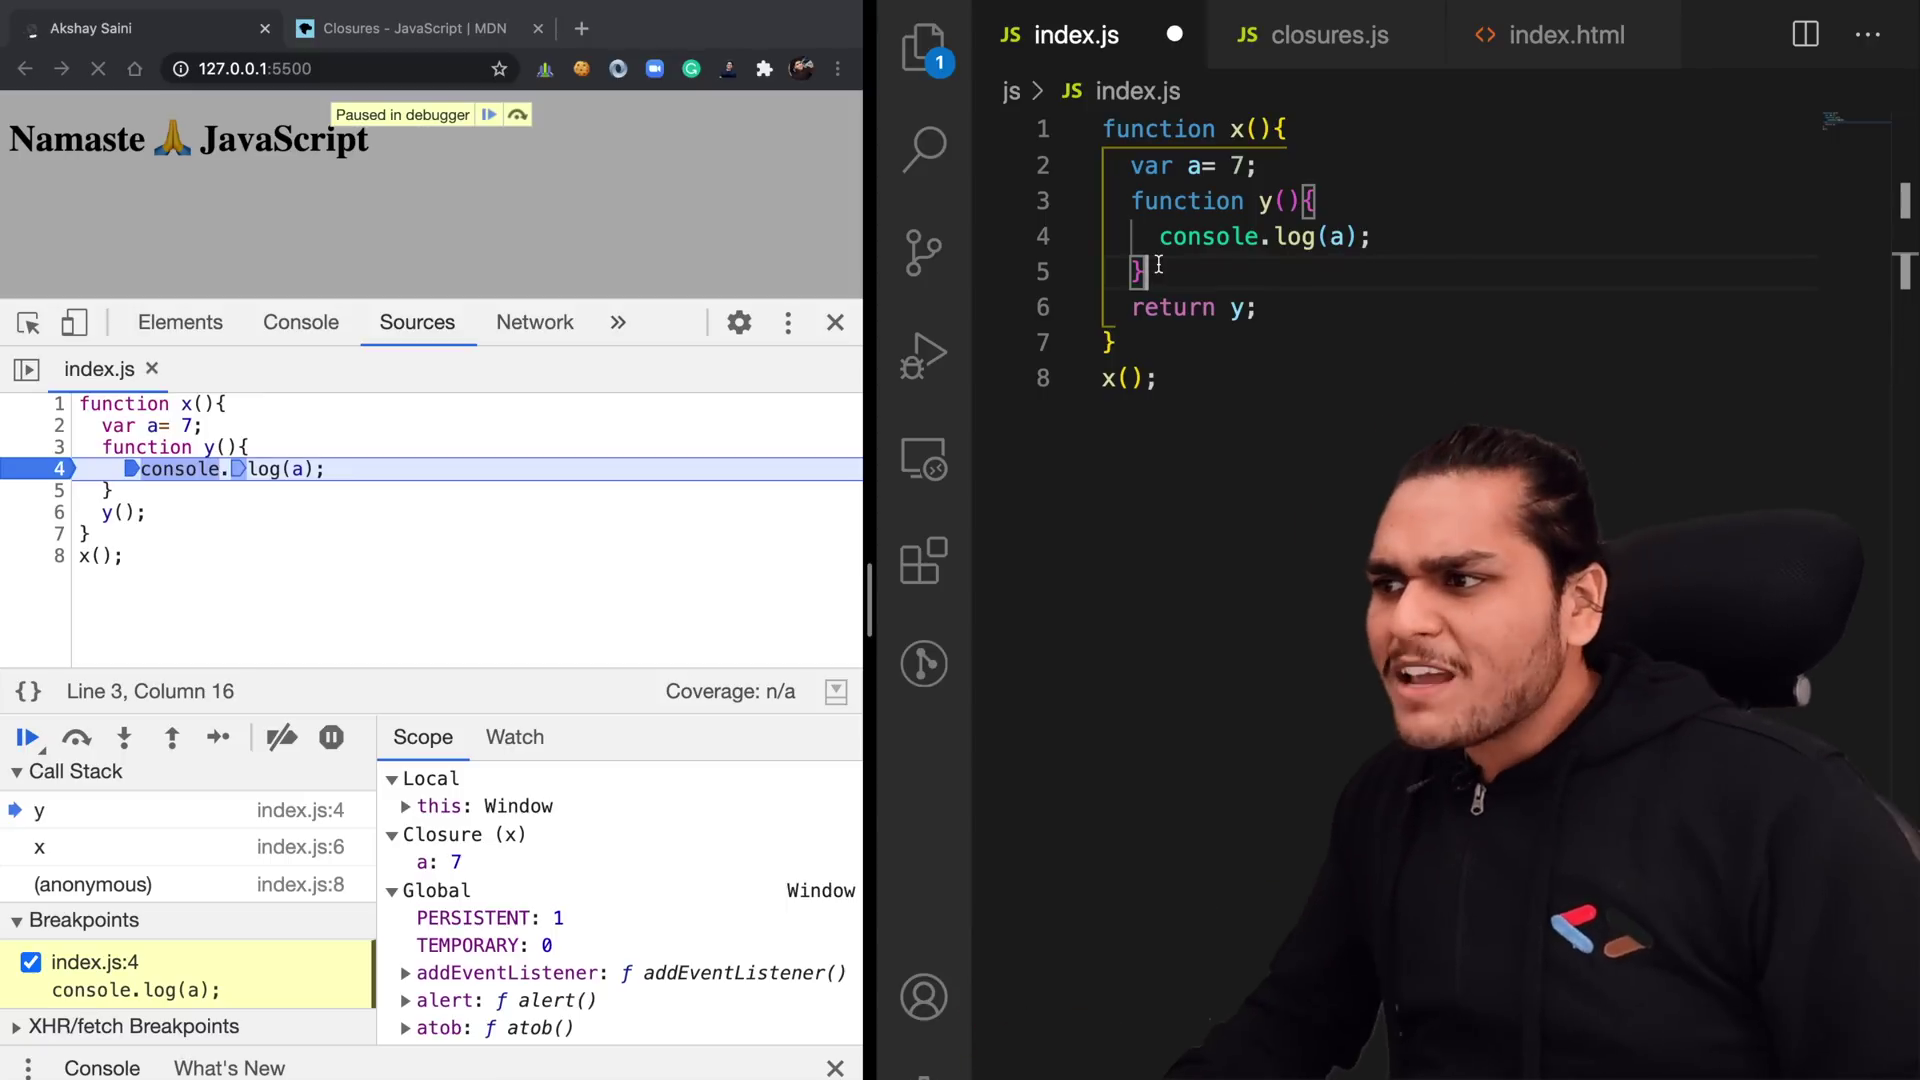 Akshay Saini
Closures - JavaScript | MDN
127.0.0.1:5500
Paused in debugger
Namaste 🙏 JavaScript
Elements Console Sources Network
index.js
1 function x(){
2 var a= 7;
3 function y(){
4 console.log(a);
5 }
6 y();
7 }
8 x();
{} Line 3, Column 16 Coverage: n/a
Call Stack
y index.js:4
x index.js:6
(anonymous) index.js:8
Breakpoints
index.js:4
console.log(a);
XHR/fetch Breakpoints
Scope Watch
Local
this: Window
Closure (x)
a: 7
Global Window
PERSISTENT: 1
TEMPORARY: 0
addEventListener: ƒ addEventListener()
alert: ƒ alert()
atob: ƒ atob()
Console What's New
1
JS index.js JS closures.js <> index.html
js > JS index.js
1 function x(){
2 var a= 7;
3 function y(){
4 console.log(a);
5 }
6 return y;
7 }
8 x();